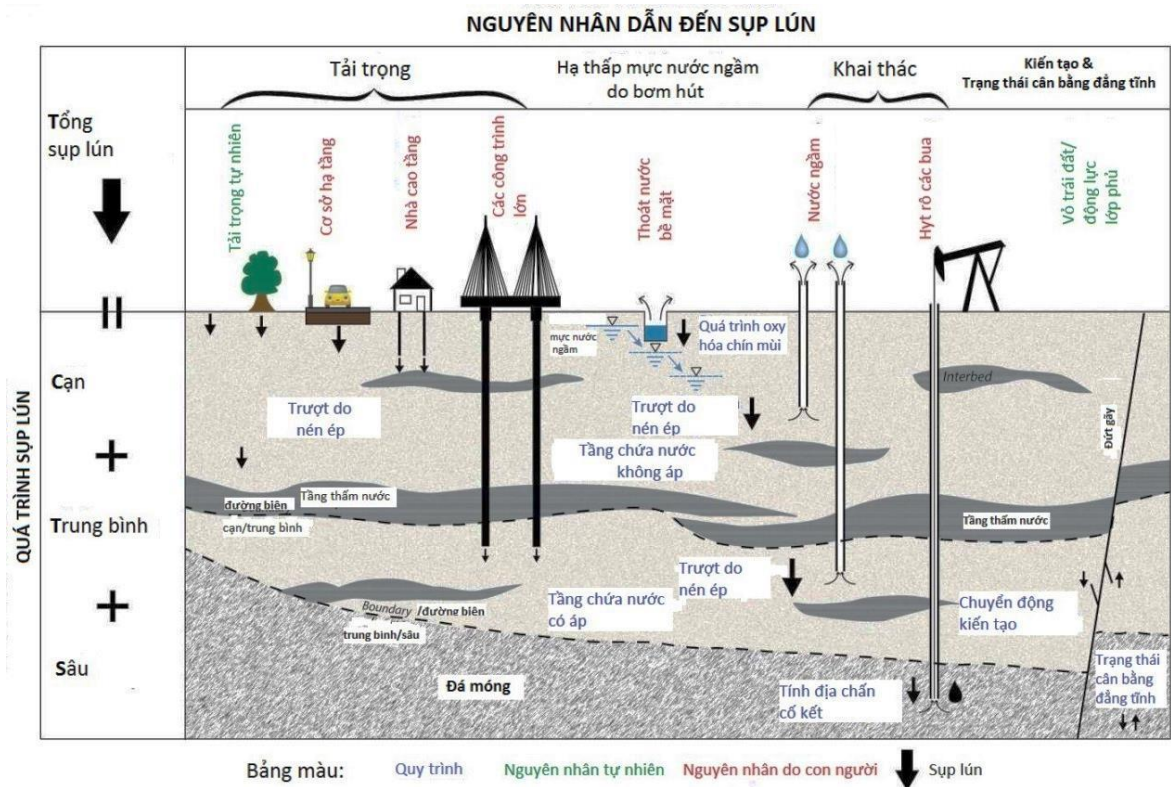 NGUYÊN NHÂN DẪN ĐẾN SỤP LÚN
Tải trọng
Hạ thấp mực nước ngầm
do bơm hút
Khai thác
Kiến tạo &
Trạng thái cân bằng đẳng tĩnh
Tổng
sụp lún
Tải trọng tự nhiên
Cơ sở hạ tầng
Nhà cao tầng
Các công trình
lớn
Thoát nước
bề mặt
Nước ngầm
Hyt rô các bua
Vỏ trái đất/
động lực
lớp phủ
QUÁ TRÌNH SỤP LÚN
Cạn
Trung bình
Sâu
mực nước
ngầm
Quá trình oxy
hóa chín mùi
Interbed
Trượt do
nén ép
Trượt do
nén ép
Tầng chứa nước
không áp
Đứt gãy
đường biên
cạn/trung bình
Tầng thấm nước
Tầng thấm nước
Trượt do
nén ép
Boundary /đường biên
trung bình/sâu
Tầng chứa nước
có áp
Chuyển động
kiến tạo
Đá móng
Tính địa chấn
cố kết
Trạng thái
cân bằng
đẳng tĩnh
Bảng màu:
Quy trình
Nguyên nhân tự nhiên
Nguyên nhân do con người
Sụp lún